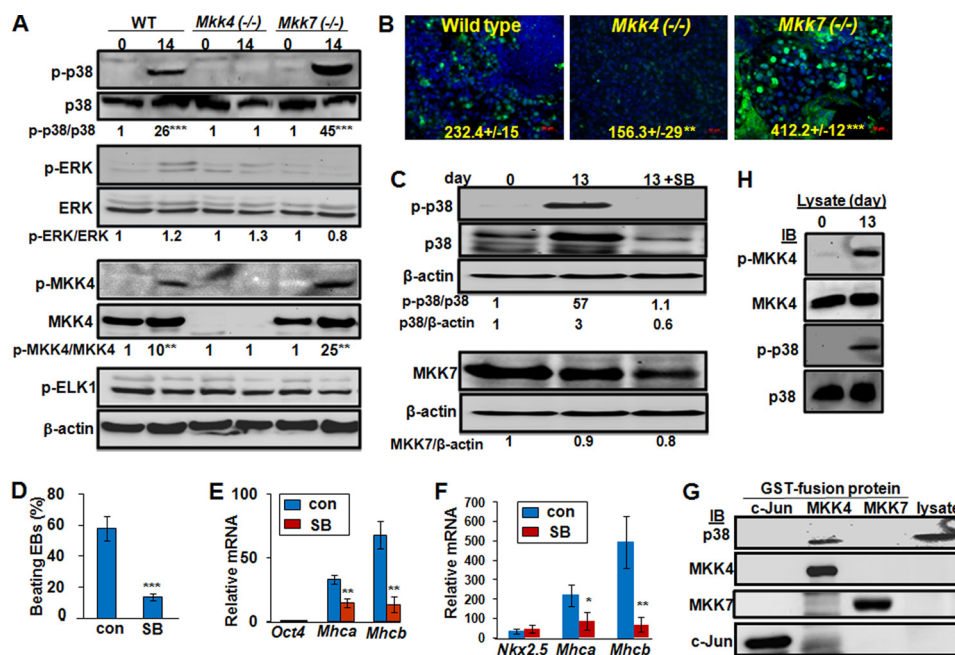 A
WT Mkk4 (-/-) Mkk7 (-/-)
0 14 0 14 0 14
p-p38
p38
p-p38/p38 1 26*** 1 1 1 45***
p-ERK
ERK
p-ERK/ERK 1 1.2 1 1.3 1 0.8
p-MKK4
MKK4
p-MKK4/MKK4 1 10** 1 1 1 25**
p-ELK1
β-actin
B
Wild type Mkk4 (-/-) Mkk7 (-/-)
232.4+/-15 156.3+/-29** 412.2+/-12***
C
day 0 13 13 +SB
p-p38
p38
β-actin
p-p38/p38 1 57 1.1
p38/β-actin 1 3 0.6
MKK7
β-actin
MKK7/β-actin 1 0.9 0.8
H
Lysate (day)
IB 0 13
p-MKK4
MKK4
p-p38
p38
D
Beating EBs (%)
80
60
40
20
0
***
con SB
E
Relative mRNA
100
50
0
con
SB
** **
Oct4 Mhca Mhcb
F
Relative mRNA
700
600
500
400
300
200
100
0
con
SB
* **
Nkx2.5 Mhca Mhcb
G
GST-fusion protein
IB c-Jun MKK4 MKK7 lysate
p38
MKK4
MKK7
c-Jun